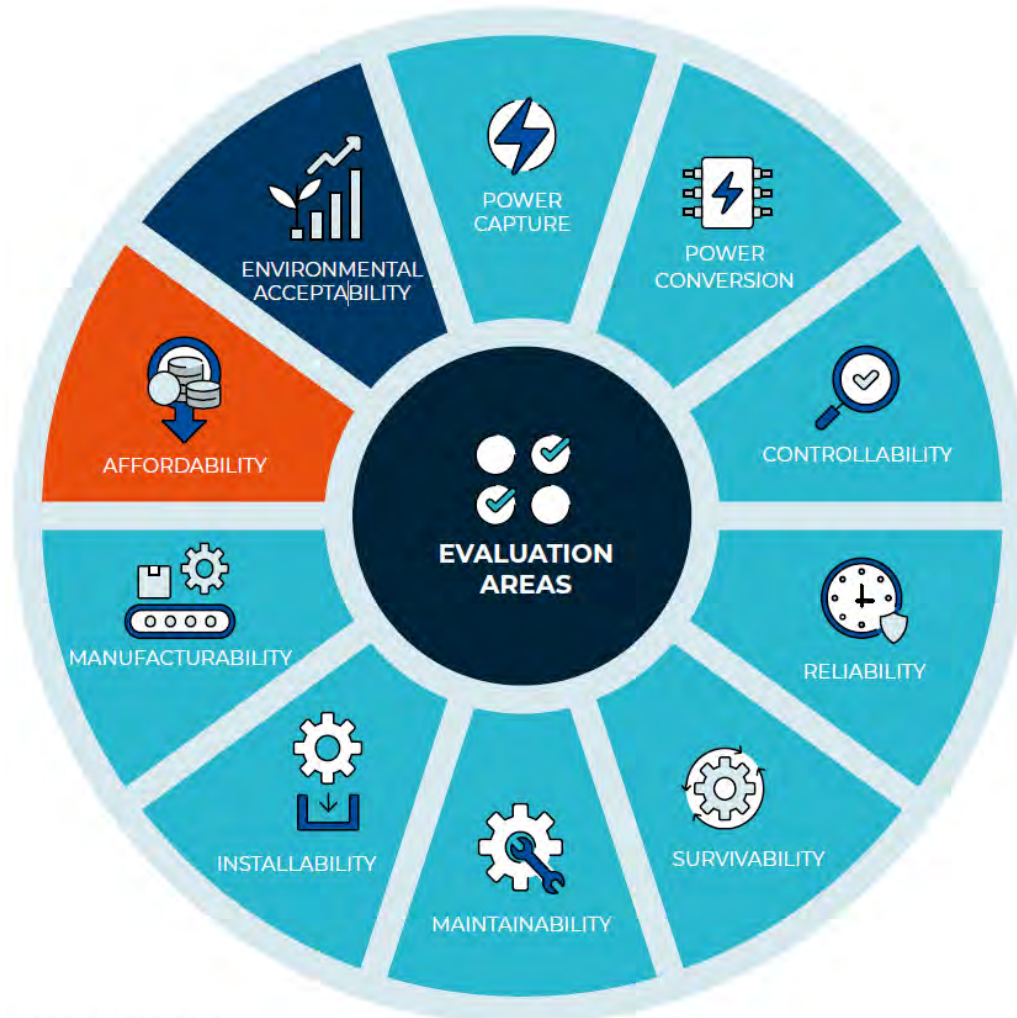 POWER
CAPTURE
POWER
CONVERSION
CONTROLLABILITY
RELIABILITY
SURVIVABILITY
MAINTAINABILITY
INSTALLABILITY
MANUFACTURABILITY
AFFORDABILITY
ENVIRONMENTAL
ACCEPTABILITY
EVALUATION
AREAS